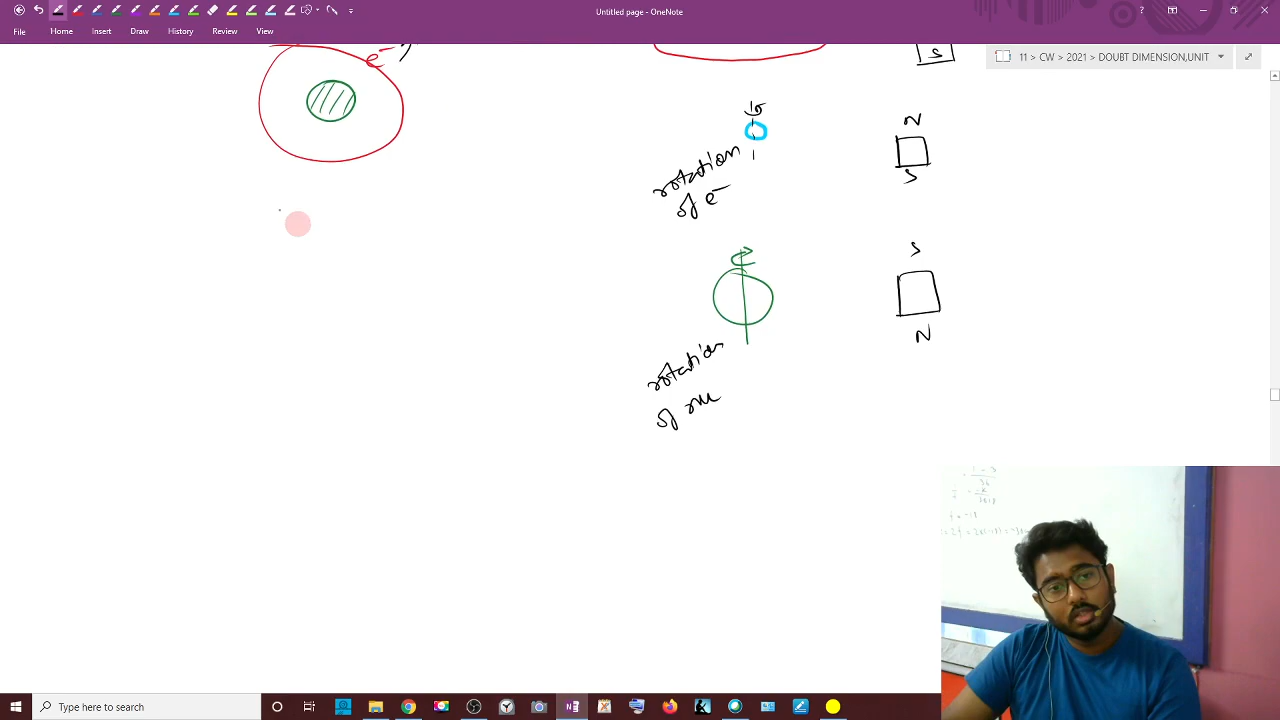 Untitled page - OneNote
File
Home
Insert
Draw
History
Review
View
11 > CW > 2021 > DOUBT DIMENSION,UNIT
e⁻
S
N
S
rotation
of e⁻
S
N
rotation
of nu
Type here to search